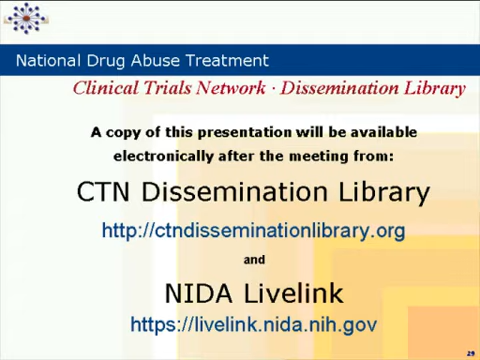 National Drug Abuse Treatment
Clinical Trials Network · Dissemination Library
A copy of this presentation will be available
electronically after the meeting from:
CTN Dissemination Library
http://ctndisseminationlibrary.org
and
NIDA Livelink
https://livelink.nida.nih.gov
29